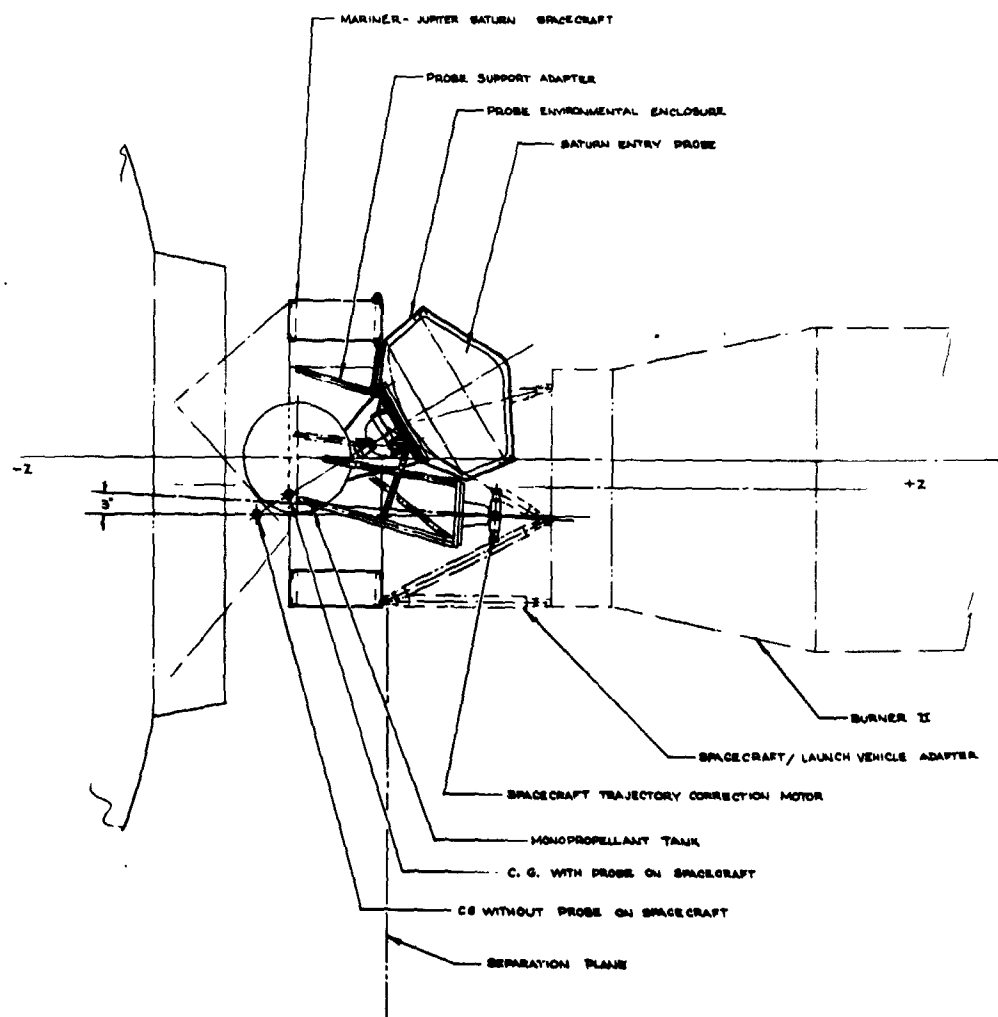 MARINER- JUPITER SATURN SPACECRAFT
PROBE SUPPORT ADAPTER
PROBE ENVIRONMENTAL ENCLOSURE
SATURN ENTRY PROBE
-Z
+Z
3"
BURNER II
SPACECRAFT/ LAUNCH VEHICLE ADAPTER
SPACECRAFT TRAJECTORY CORRECTION MOTOR
MONOPROPELLANT TANK
C. G. WITH PROBE ON SPACECRAFT
CG WITHOUT PROBE ON SPACECRAFT
SEPARATION PLANE